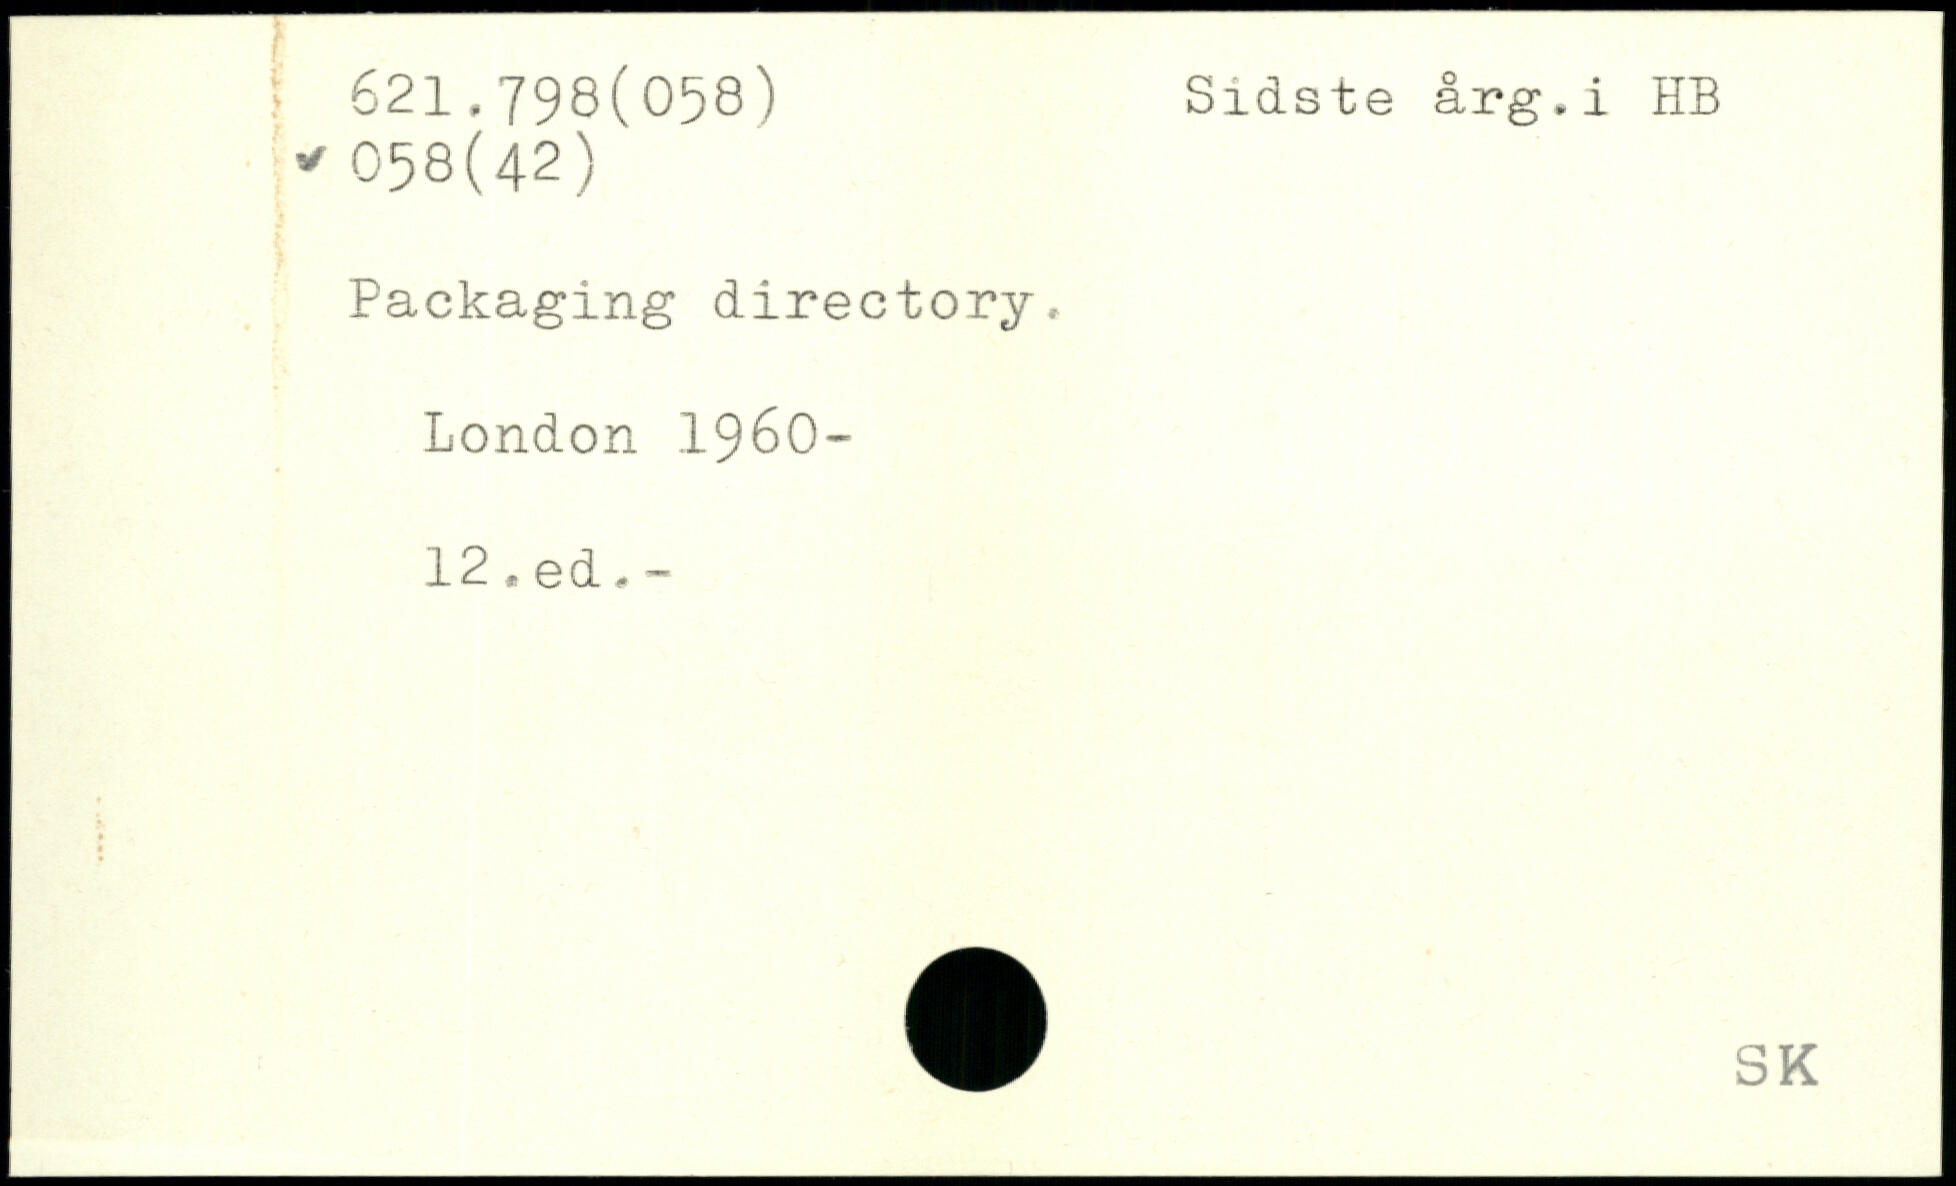 621.798(058) Sidste årg.i HB
✓ 058(42)
Packaging directory.
London 1960-
12.ed.-
SK